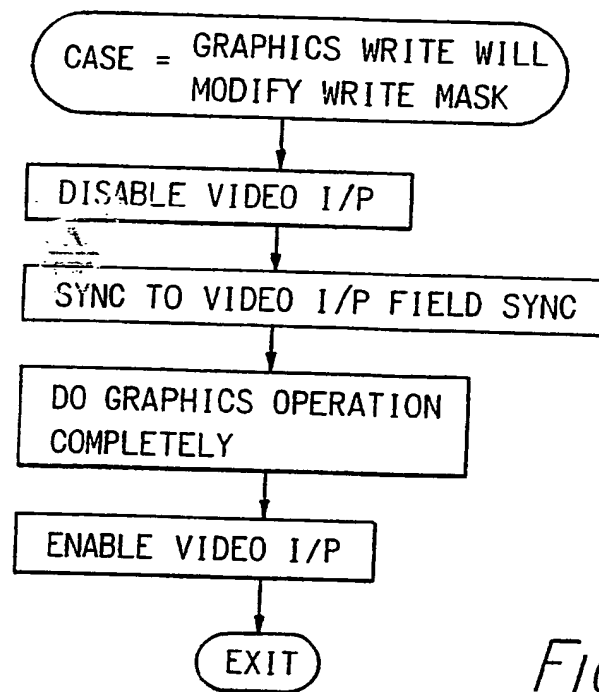 CASE = GRAPHICS WRITE WILL
MODIFY WRITE MASK
DISABLE VIDEO I/P
SYNC TO VIDEO I/P FIELD SYNC
DO GRAPHICS OPERATION
COMPLETELY
ENABLE VIDEO I/P
EXIT